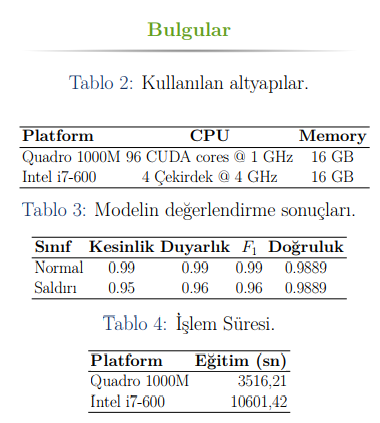 Bulgular
Tablo 2: Kullanılan altyapılar.
Platform CPU Memory
Quadro 1000M 96 CUDA cores @ 1 GHz 16 GB
Intel i7-600 4 Çekirdek @ 4 GHz 16 GB
Tablo 3: Modelin değerlendirme sonuçları.
Sınıf Kesinlik Duyarlık F₁ Doğruluk
Normal 0.99 0.99 0.99 0.9889
Saldırı 0.95 0.96 0.96 0.9889
Tablo 4: İşlem Süresi.
Platform Eğitim (sn)
Quadro 1000M 3516,21
Intel i7-600 10601,42